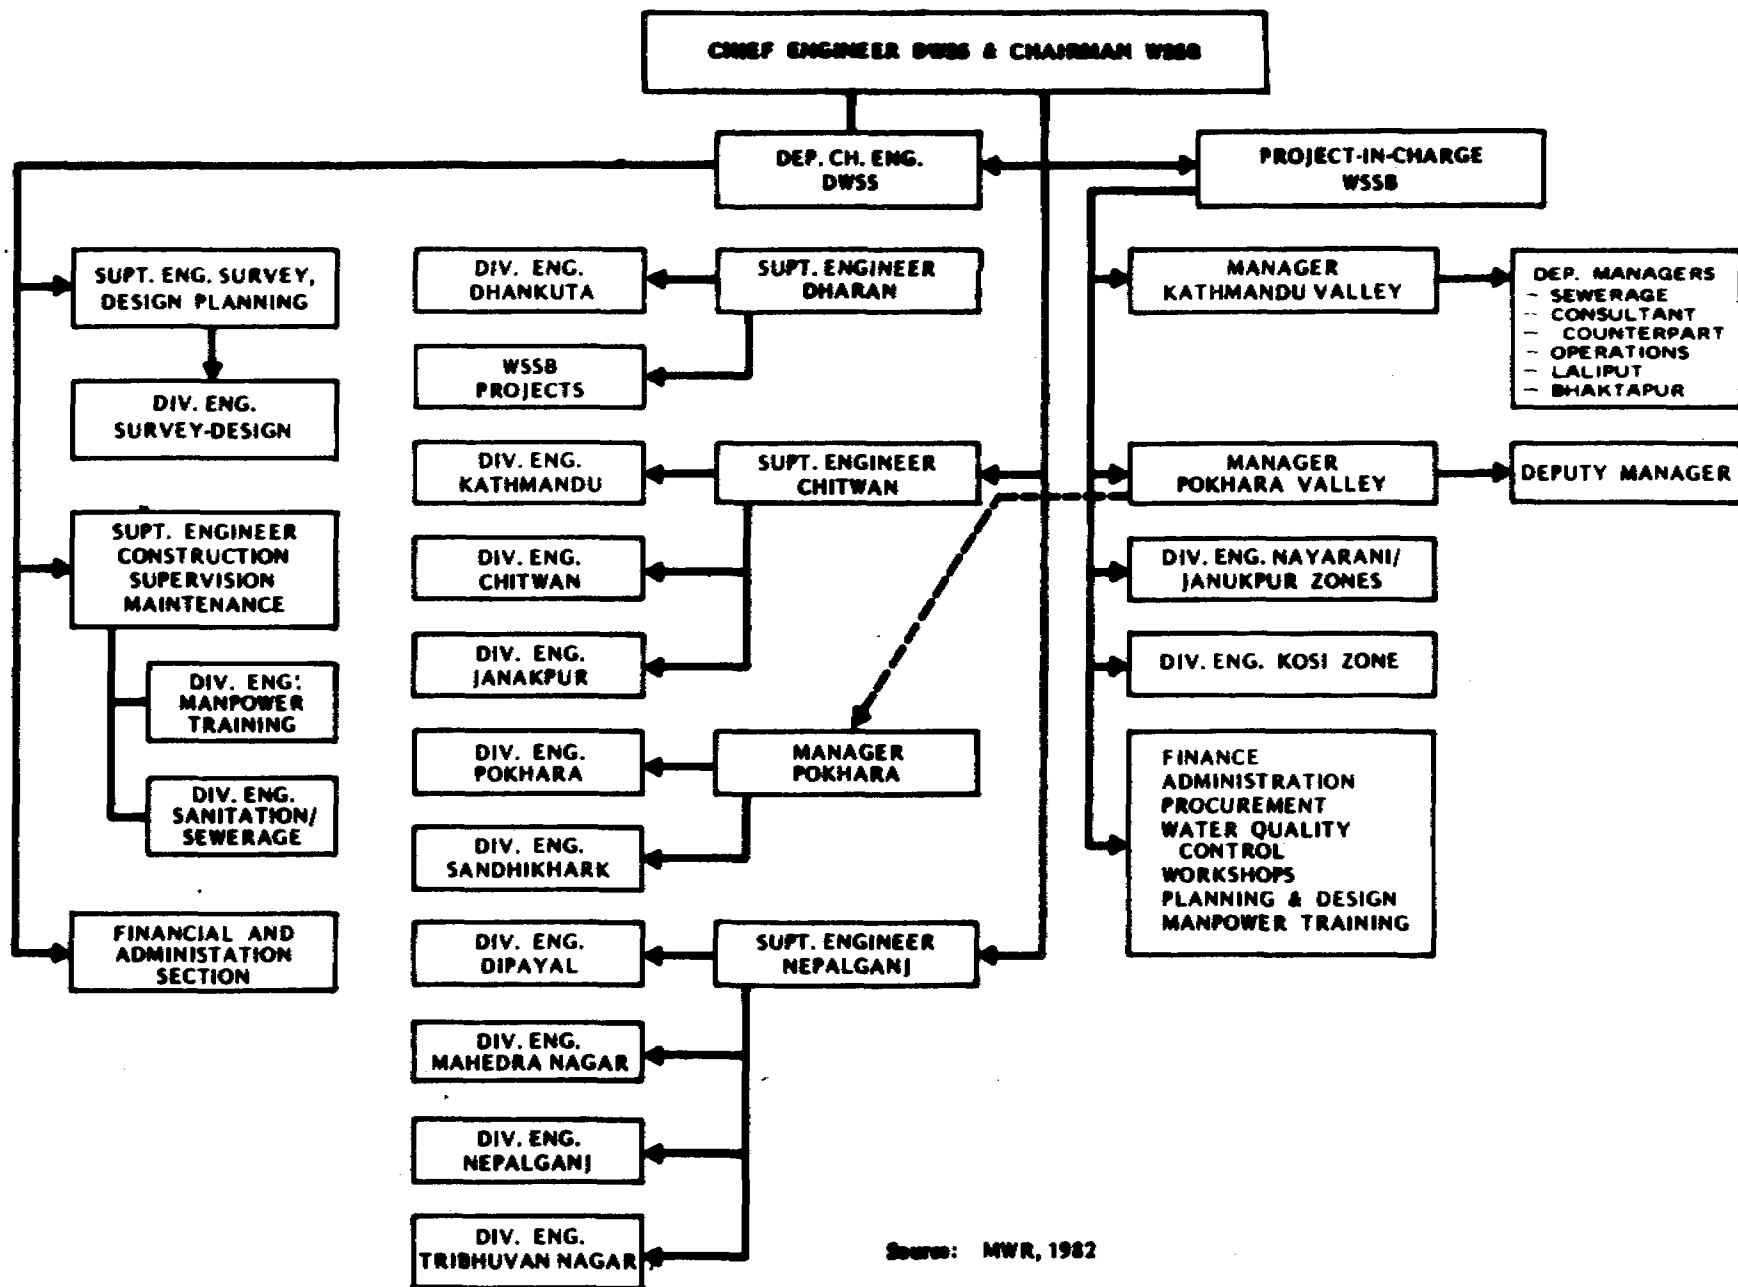 CHIEF ENGINEER DWSS & CHAIRMAN WSSB
DEP. CH. ENG.
DWSS
PROJECT-IN-CHARGE
WSSB
SUPT. ENG. SURVEY,
DESIGN PLANNING
DIV. ENG.
SURVEY-DESIGN
SUPT. ENGINEER
CONSTRUCTION
SUPERVISION
MAINTENANCE
DIV. ENG:
MANPOWER
TRAINING
DIV. ENG.
SANITATION/
SEWERAGE
FINANCIAL AND
ADMINISTATION
SECTION
DIV. ENG.
DHANKUTA
SUPT. ENGINEER
DHARAN
WSSB
PROJECTS
DIV. ENG.
KATHMANDU
SUPT. ENGINEER
CHITWAN
DIV. ENG.
CHITWAN
DIV. ENG.
JANAKPUR
DIV. ENG.
POKHARA
MANAGER
POKHARA
DIV. ENG.
SANDHIKHARK
DIV. ENG.
DIPAYAL
SUPT. ENGINEER
NEPALGANJ
DIV. ENG.
MAHEDRA NAGAR
DIV. ENG.
NEPALGANJ
DIV. ENG.
TRIBHUVAN NAGAR
MANAGER
KATHMANDU VALLEY
DEP. MANAGERS
- SEWERAGE
- CONSULTANT
- COUNTERPART
- OPERATIONS
- LALIPUT
- BHAKTAPUR
MANAGER
POKHARA VALLEY
DEPUTY MANAGER
DIV. ENG. NAYARANI/
JANUKPUR ZONES
DIV. ENG. KOSI ZONE
FINANCE
ADMINISTRATION
PROCUREMENT
WATER QUALITY
CONTROL
WORKSHOPS
PLANNING & DESIGN
MANPOWER TRAINING
Source: MWR, 1982